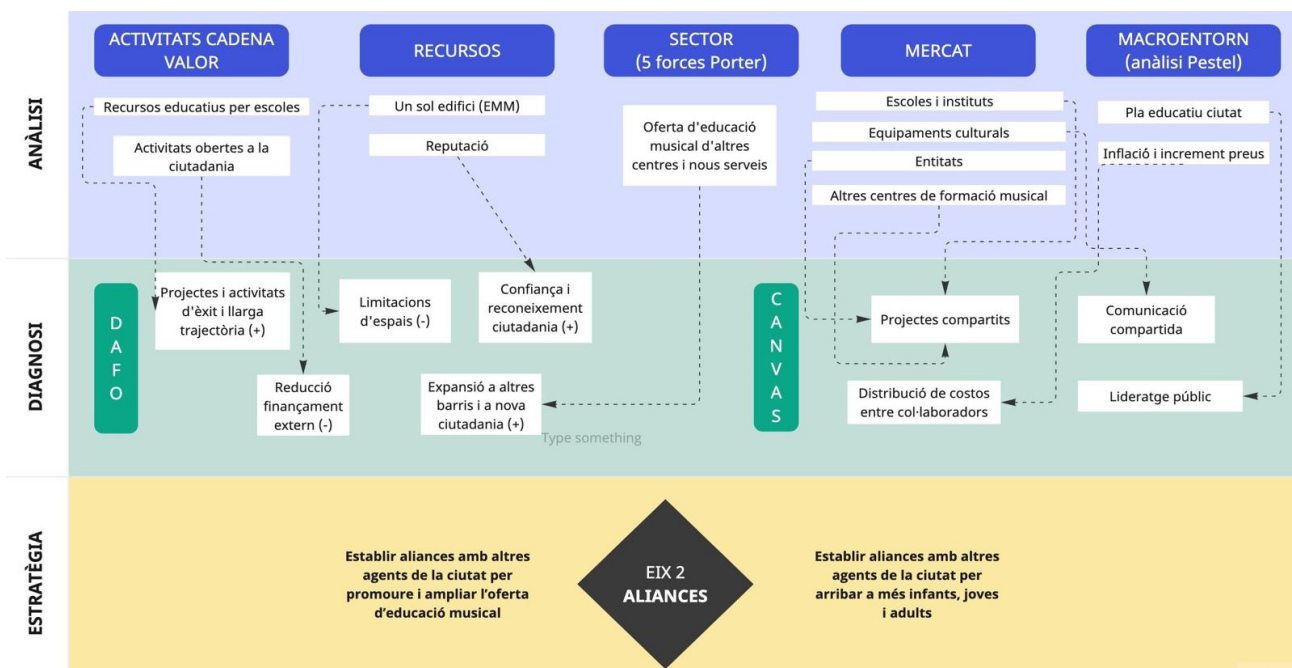 ACTIVITATS CADENA
VALOR
RECURSOS
SECTOR
(5 forces Porter)
MERCAT
MACROENTORN
(anàlisi Pestel)
ANÀLISI
Recursos educatius per escoles
Activitats obertes a la
ciutadania
Un sol edifici (EMM)
Reputació
Oferta d'educació
musical d'altres
centres i nous serveis
Escoles i instituts
Equipaments culturals
Entitats
Altres centres de formació musical
Pla educatiu ciutat
Inflació i increment preus
DIAGNOSI
D
A
F
O
Projectes i activitats
d'èxit i llarga
trajectòria (+)
Reducció
finançament
extern (-)
Limitacions
d'espais (-)
Confiança i
reconeixement
ciutadania (+)
Expansió a altres
barris i a nova
ciutadania (+)
Type something
C
A
N
V
A
S
Projectes compartits
Distribució de costos
entre col·laboradors
Comunicació
compartida
Lideratge públic
ESTRATÈGIA
Establir aliances amb altres
agents de la ciutat per
promoure i ampliar l’oferta
d’educació musical
EIX 2
ALIANCES
Establir aliances amb altres
agents de la ciutat per
arribar a més infants, joves
i adults